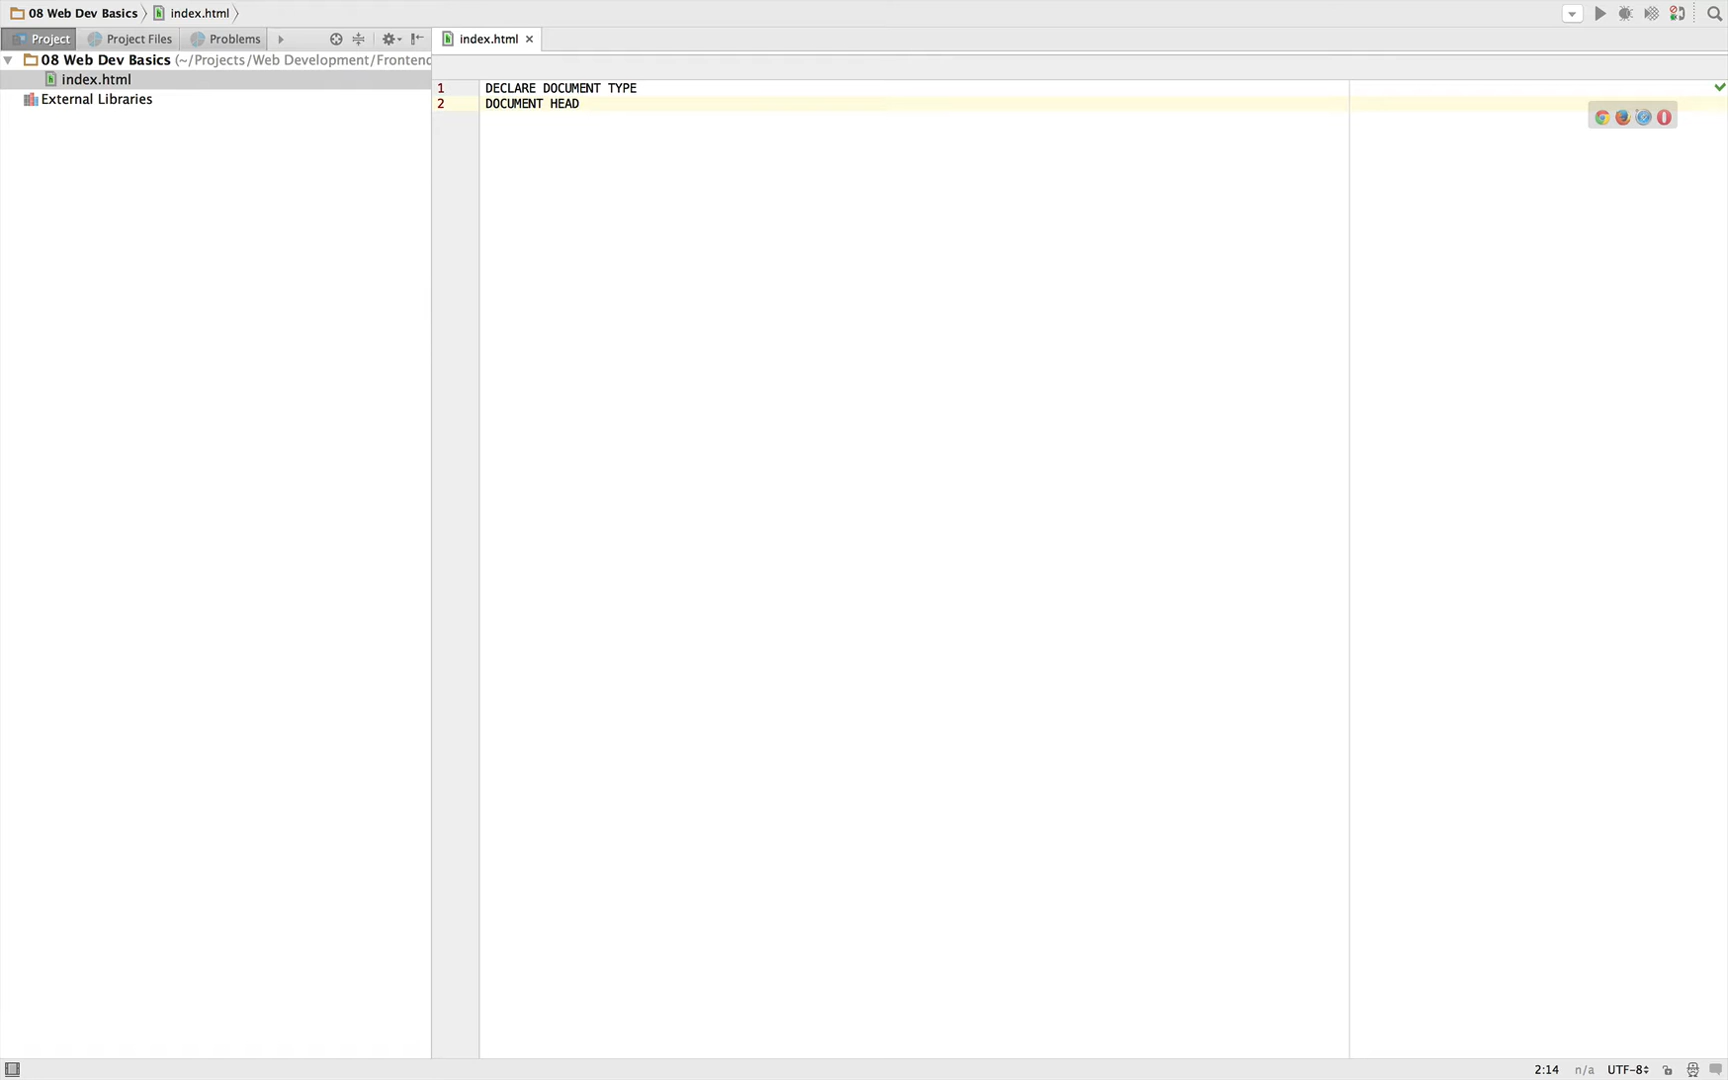 08 Web Dev Basics index.html
Project Project Files Problems index.html
08 Web Dev Basics (~/Projects/Web Development/Frontend
index.html
External Libraries
1 DECLARE DOCUMENT TYPE
2 DOCUMENT HEAD
2:14 n/a UTF-8